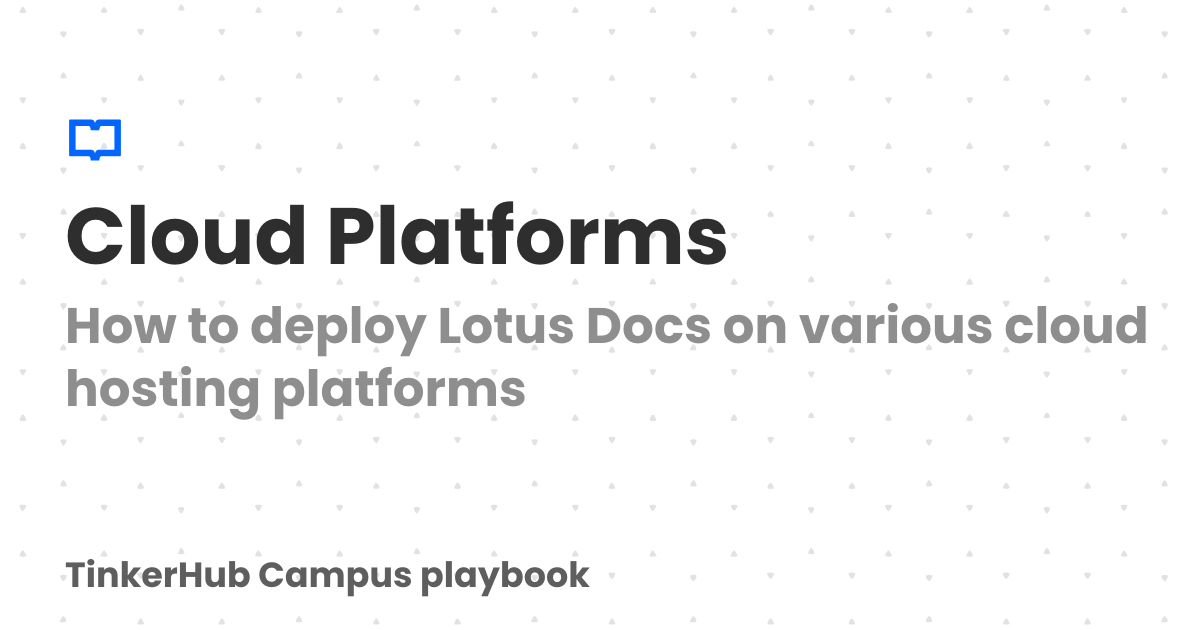 Cloud Platforms
How to deploy Lotus Docs on various cloud
hosting platforms
TinkerHub Campus playbook